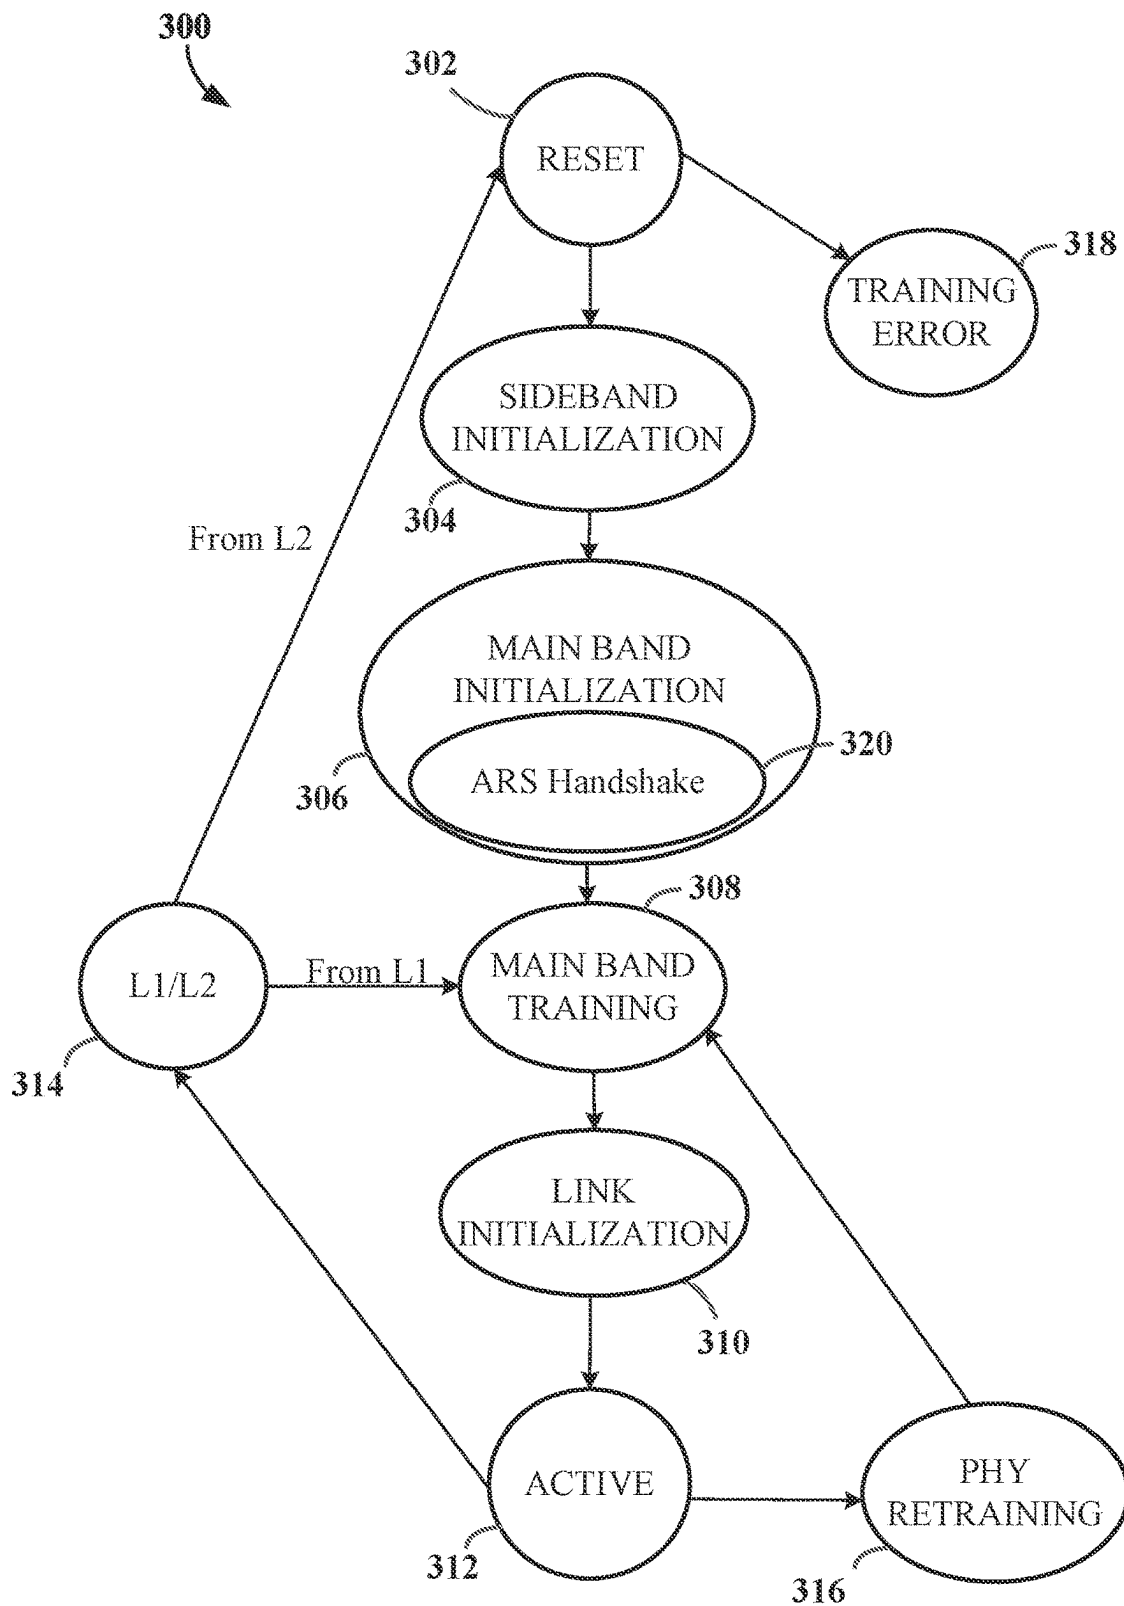 300
302
RESET
318
TRAINING
ERROR
SIDEBAND
INITIALIZATION
304
From L2
MAIN BAND
INITIALIZATION
320
ARS Handshake
306
308
L1/L2
From L1
MAIN BAND
TRAINING
314
LINK
INITIALIZATION
310
ACTIVE
PHY
RETRAINING
312
316